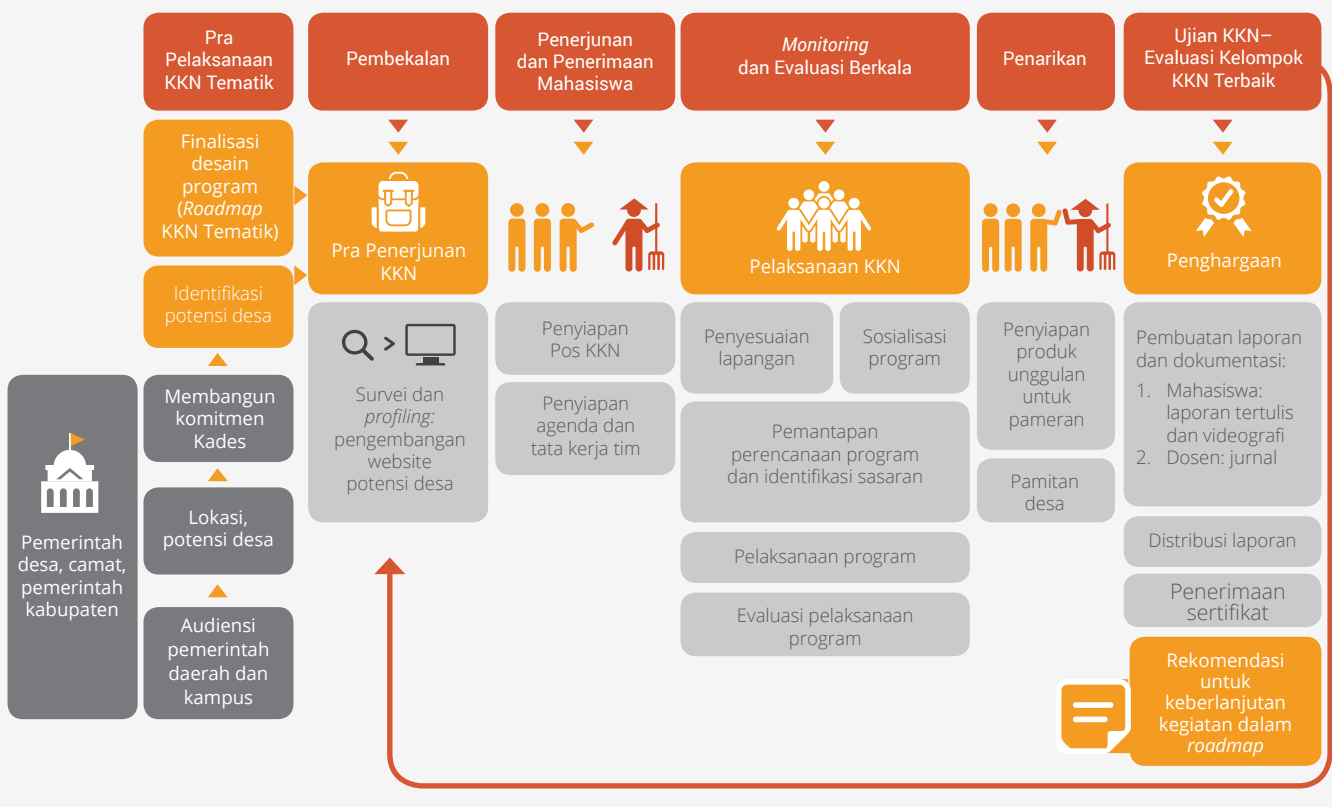 Pra
Pelaksanaan
KKN Tematik
Pembekalan
Penerjunan
dan Penerimaan
Mahasiswa
Monitoring
dan Evaluasi Berkala
Penarikan
Ujian KKN–
Evaluasi Kelompok
KKN Terbaik
Finalisasi
desain
program
(Roadmap
KKN Tematik)
Identifikasi
potensi desa
Membangun
komitmen
Kades
Lokasi,
potensi desa
Audiensi
pemerintah
daerah dan
kampus
Pemerintah
desa, camat,
pemerintah
kabupaten
Pra Penerjunan
KKN
Survei dan
profiling:
pengembangan
website
potensi desa
Penyiapan
Pos KKN
Penyiapan
agenda dan
tata kerja tim
Pelaksanaan KKN
Penyesuaian
lapangan
Sosialisasi
program
Pemantapan
perencanaan program
dan identifikasi sasaran
Pelaksanaan program
Evaluasi pelaksanaan
program
Penyiapan
produk
unggulan
untuk
pameran
Pamitan
desa
Penghargaan
Pembuatan laporan
dan dokumentasi:
1. Mahasiswa:
laporan tertulis
dan videografi
2. Dosen: jurnal
Distribusi laporan
Penerimaan
sertifikat
Rekomendasi
untuk
keberlanjutan
kegiatan dalam
roadmap